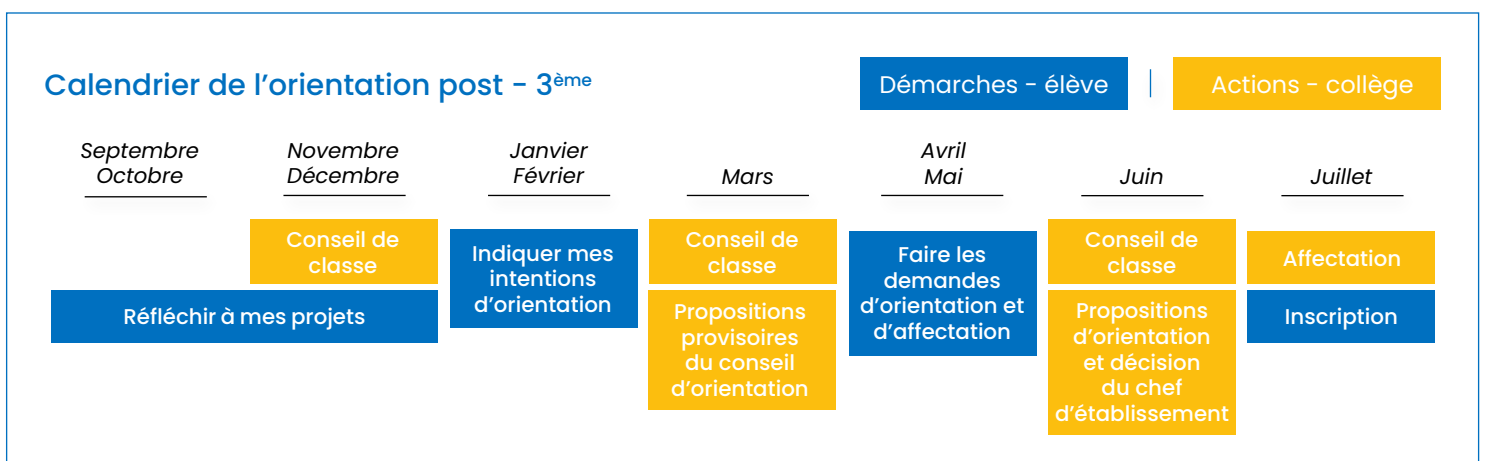 Calendrier de l'orientation post - 3ème
Démarches - élève
Actions - collège
Septembre
Octobre
Novembre
Décembre
Janvier
Février
Mars
Avril
Mai
Juin
Juillet
Conseil de
classe
Réfléchir à mes projets
Indiquer mes
intentions
d'orientation
Conseil de
classe
Propositions
provisoires
du conseil
d'orientation
Faire les
demandes
d'orientation et
d'affectation
Conseil de
classe
Propositions
d'orientation
et décision
du chef
d'établissement
Affectation
Inscription